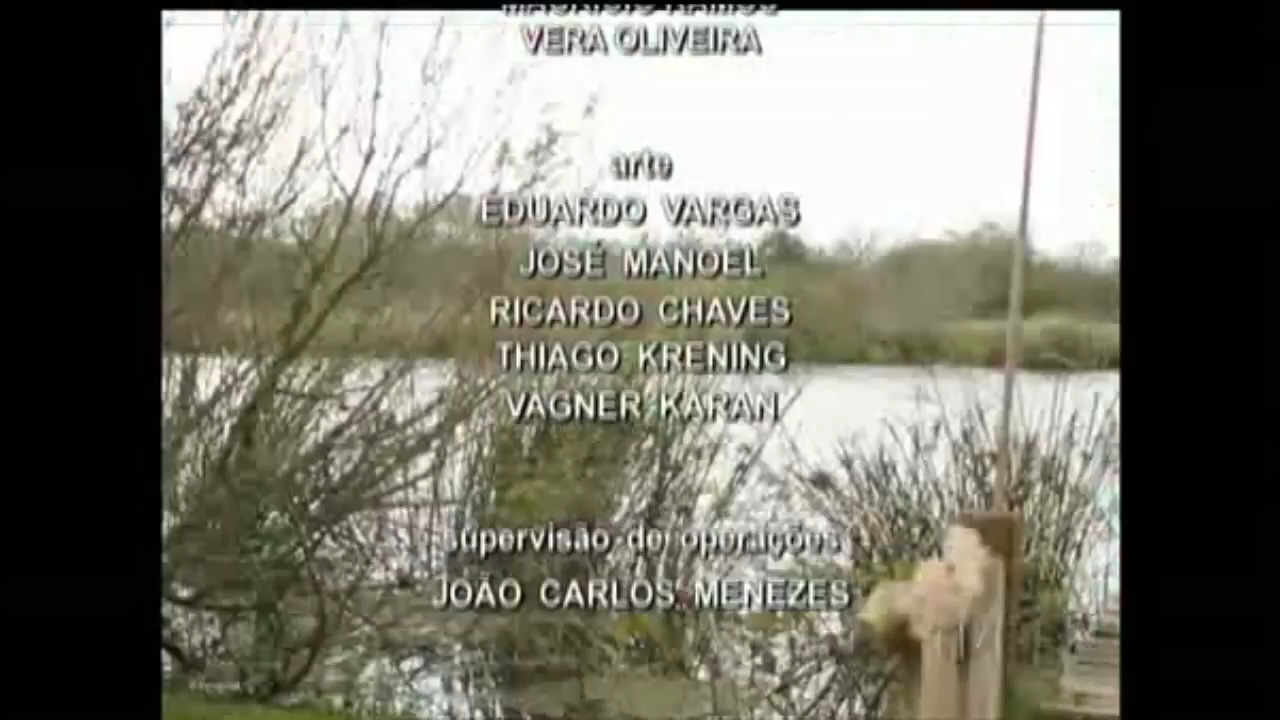 VERA OLIVEIRA
arte
EDUARDO VARGAS
JOSÉ MANOEL
RICARDO CHAVES
THIAGO KRENING
VAGNER KARAN
supervisão de operações
JOÃO CARLOS MENEZES